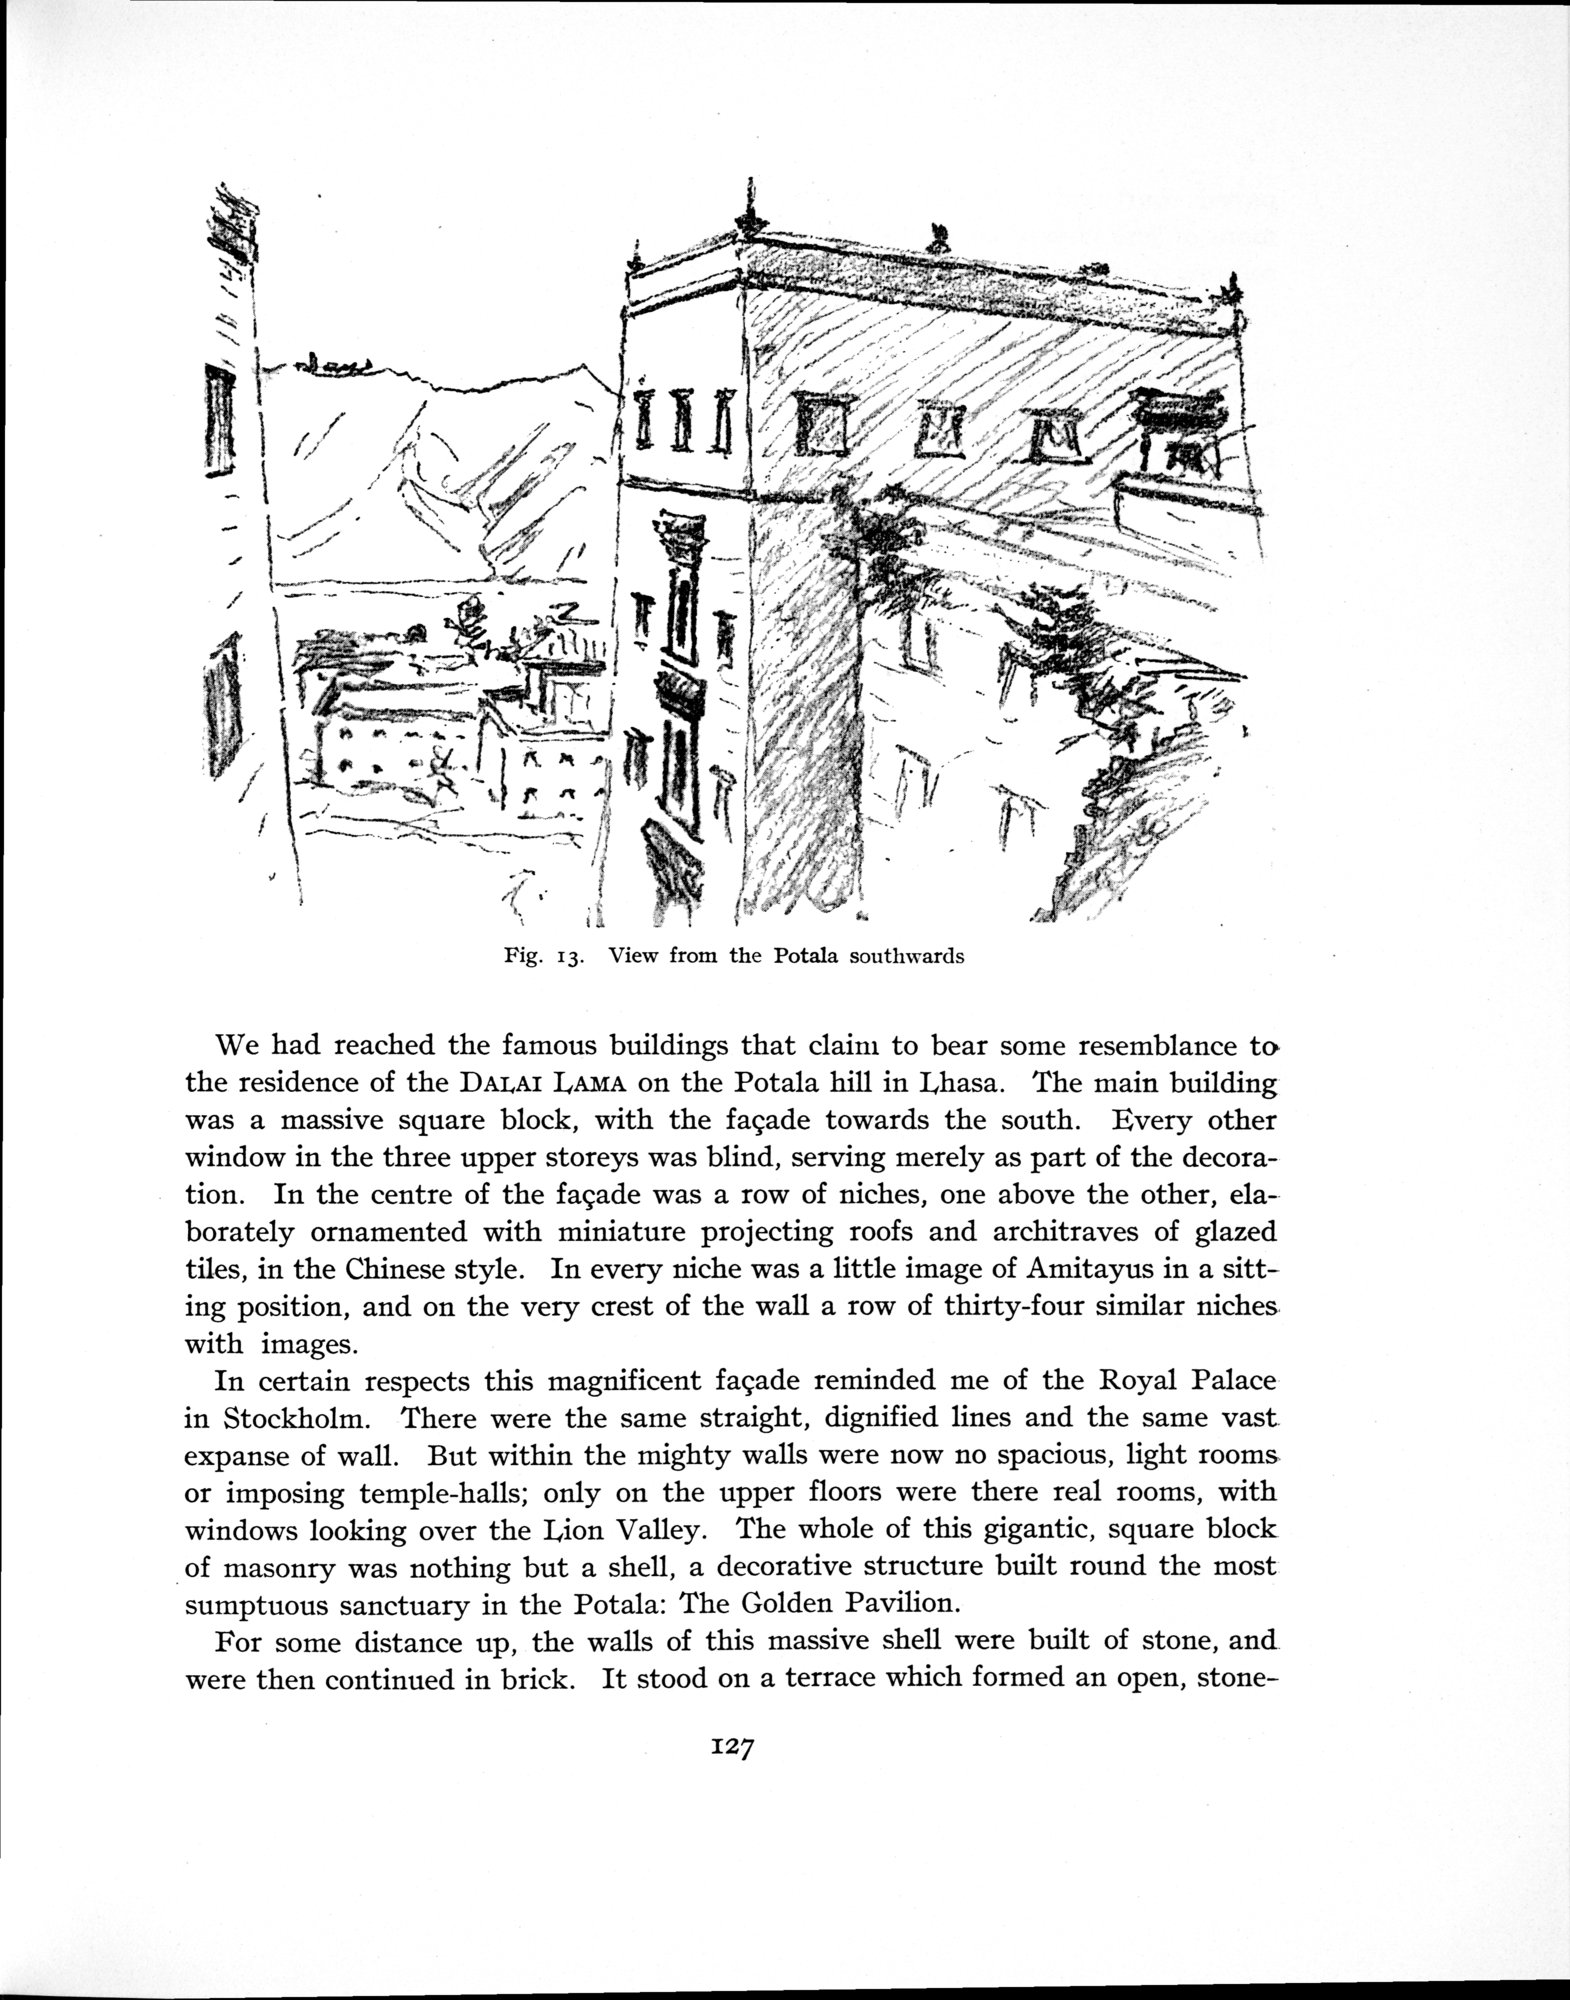 Fig. 13. View from the Potala southwards
We had reached the famous buildings that claim to bear some resemblance to
the residence of the DALAI LAMA on the Potala hill in Lhasa. The main building
was a massive square block, with the façade towards the south. Every other
window in the three upper storeys was blind, serving merely as part of the decora-
tion. In the centre of the façade was a row of niches, one above the other, ela-
borately ornamented with miniature projecting roofs and architraves of glazed
tiles, in the Chinese style. In every niche was a little image of Amitayus in a sitt-
ing position, and on the very crest of the wall a row of thirty-four similar niches
with images.
In certain respects this magnificent façade reminded me of the Royal Palace
in Stockholm. There were the same straight, dignified lines and the same vast
expanse of wall. But within the mighty walls were now no spacious, light rooms
or imposing temple-halls; only on the upper floors were there real rooms, with
windows looking over the Lion Valley. The whole of this gigantic, square block
of masonry was nothing but a shell, a decorative structure built round the most
sumptuous sanctuary in the Potala: The Golden Pavilion.
For some distance up, the walls of this massive shell were built of stone, and
were then continued in brick. It stood on a terrace which formed an open, stone-
127